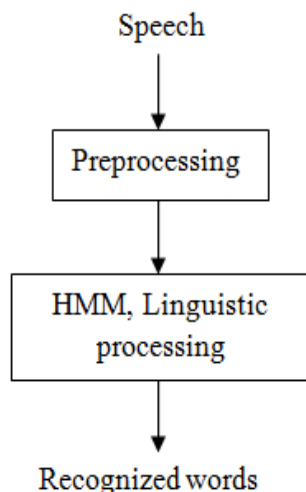 Speech
Preprocessing
HMM, Linguistic
processing
Recognized words